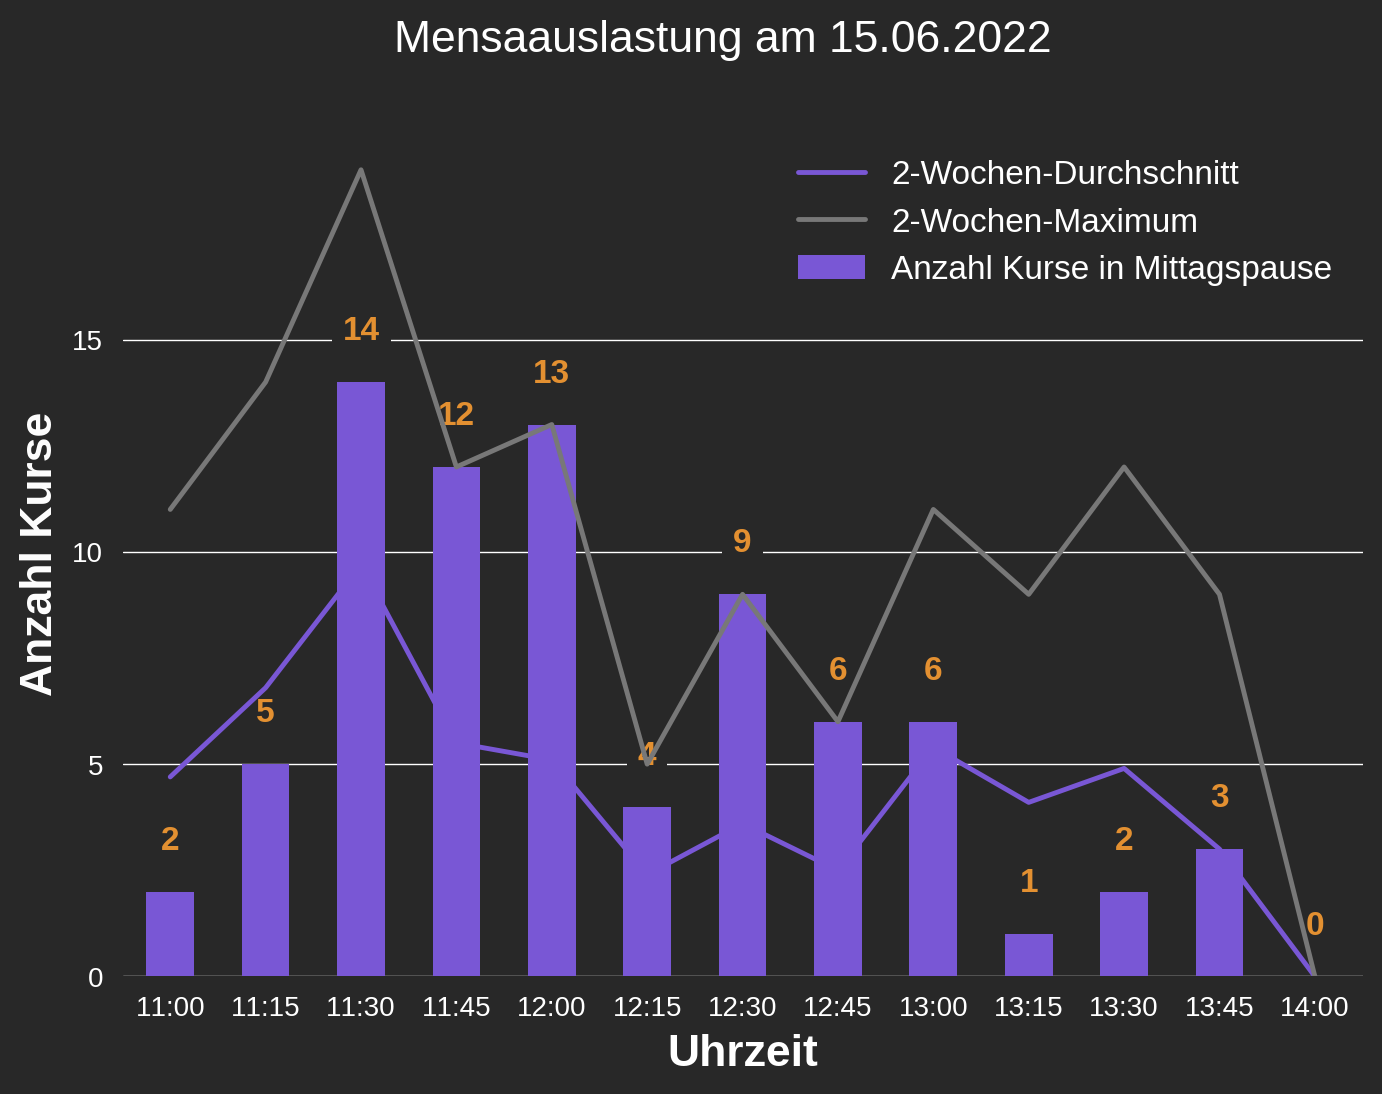 Mensaauslastung am 15.06.2022
2-Wochen-Durchschnitt
2-Wochen-Maximum
Anzahl Kurse in Mittagspause
Anzahl Kurse
15
10
5
0
2
5
14
12
13
4
9
6
6
1
2
3
0
11:00 11:15 11:30 11:45 12:00 12:15 12:30 12:45 13:00 13:15 13:30 13:45 14:00
Uhrzeit